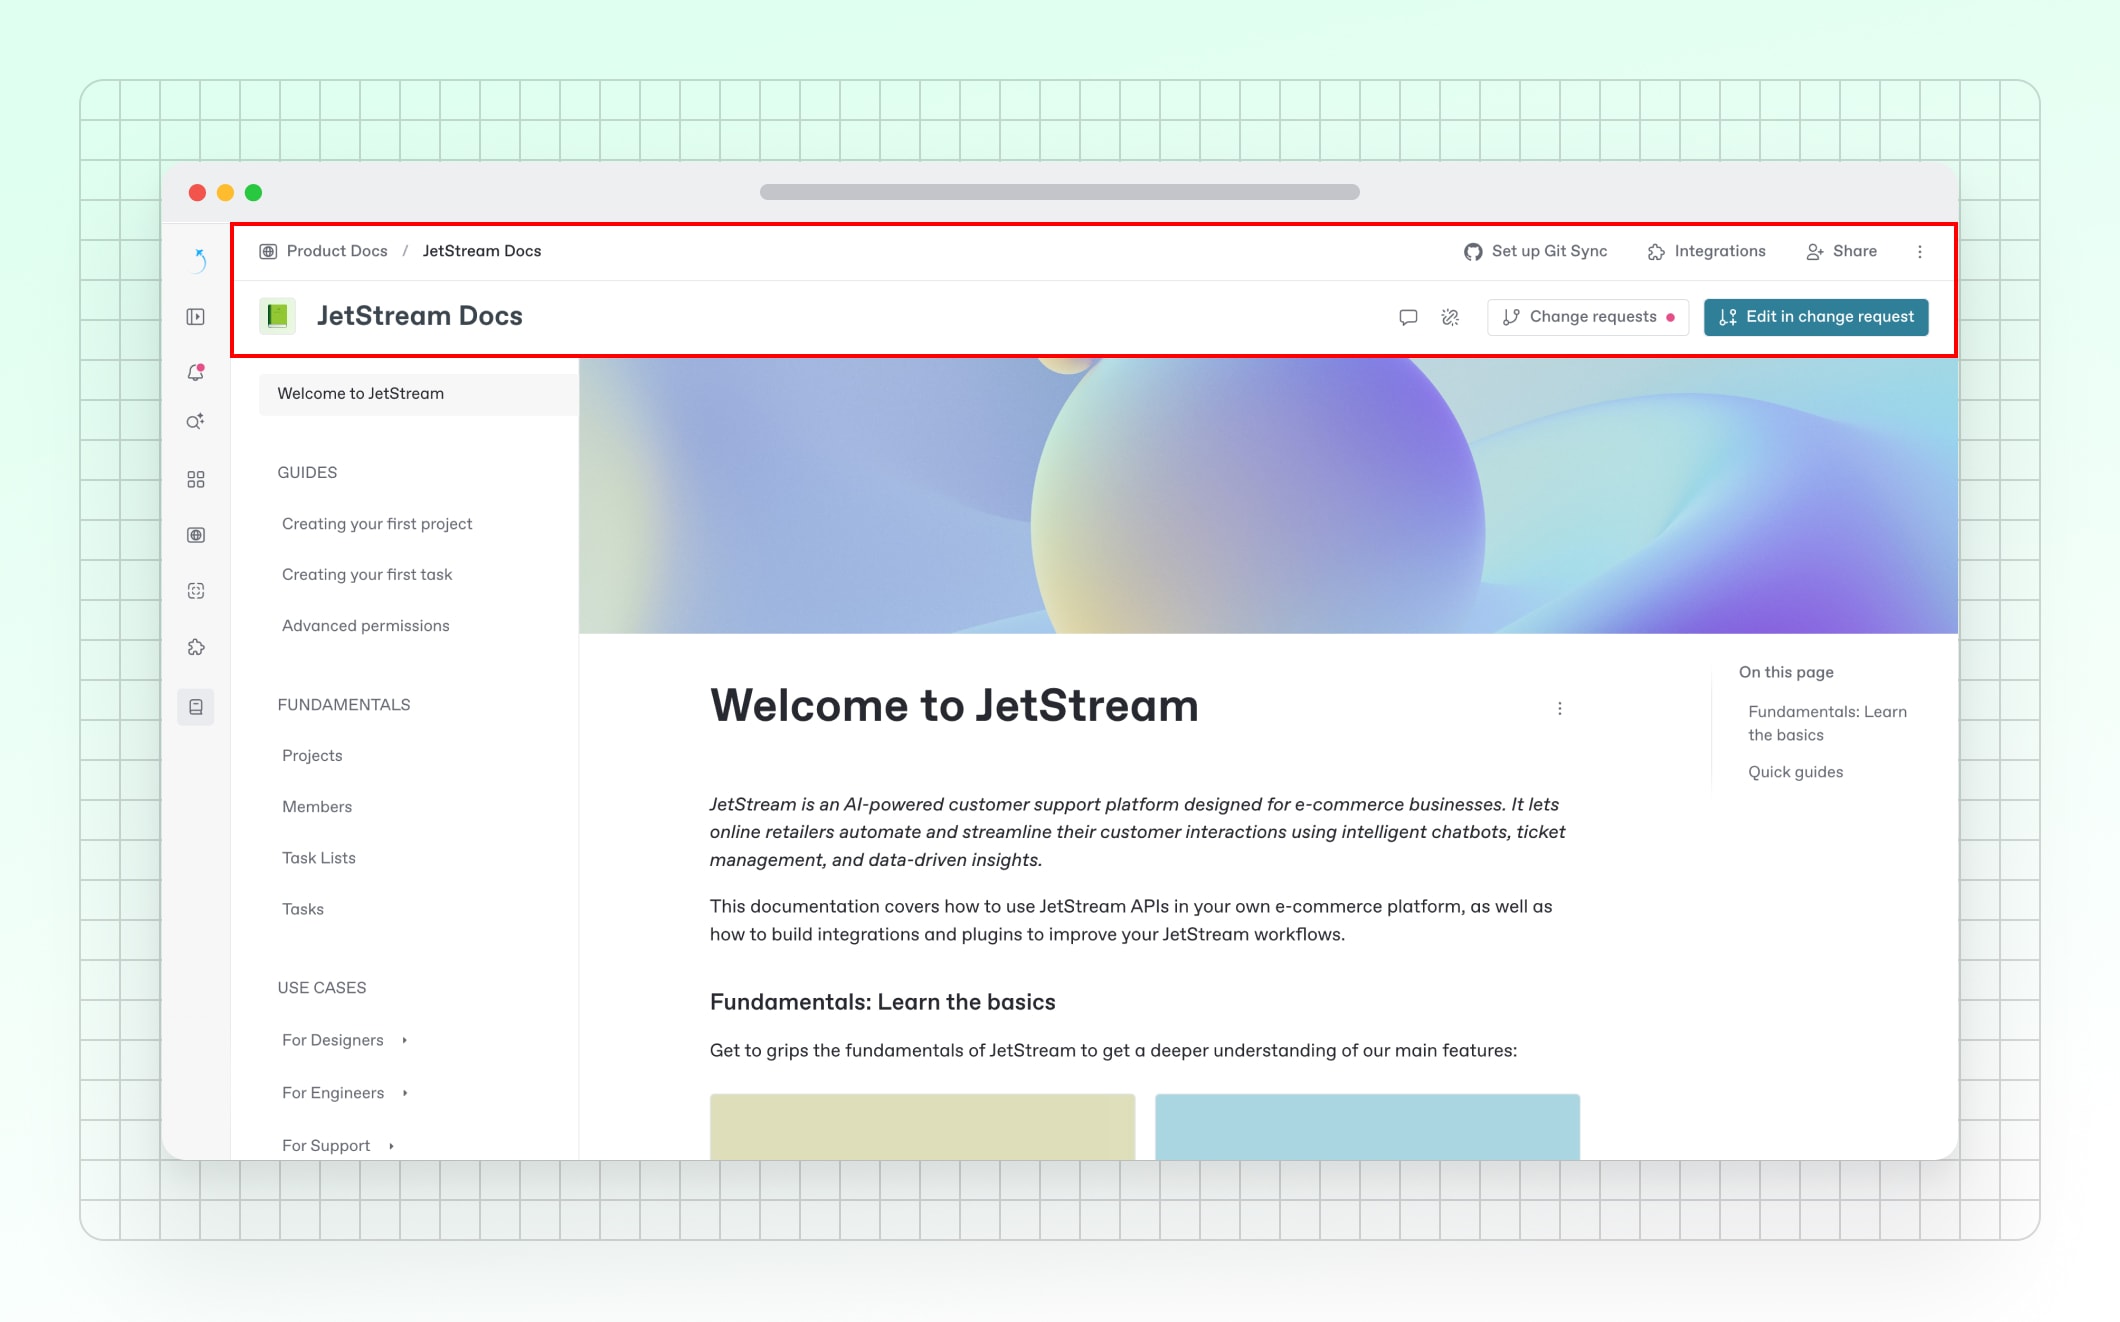 Product Docs / JetStream Docs
Set up Git Sync
Integrations
Share
JetStream Docs
Change requests
Edit in change request
Welcome to JetStream
GUIDES
Creating your first project
Creating your first task
Advanced permissions
FUNDAMENTALS
Projects
Members
Task Lists
Tasks
USE CASES
For Designers
For Engineers
For Support
Welcome to JetStream
JetStream is an AI-powered customer support platform designed for e-commerce businesses. It lets
online retailers automate and streamline their customer interactions using intelligent chatbots, ticket
management, and data-driven insights.
This documentation covers how to use JetStream APIs in your own e-commerce platform, as well as
how to build integrations and plugins to improve your JetStream workflows.
Fundamentals: Learn the basics
Get to grips the fundamentals of JetStream to get a deeper understanding of our main features:
On this page
Fundamentals: Learn
the basics
Quick guides